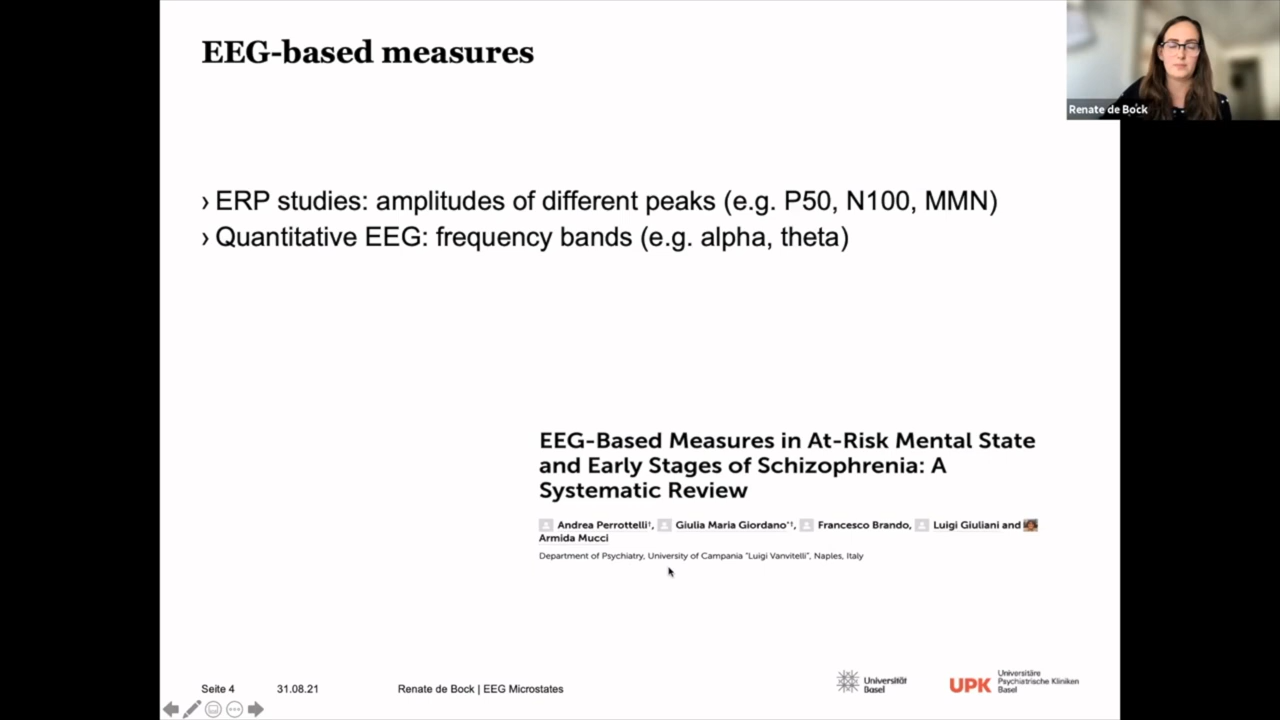 EEG-based measures
Renate de Bock
› ERP studies: amplitudes of different peaks (e.g. P50, N100, MMN)
› Quantitative EEG: frequency bands (e.g. alpha, theta)
EEG-Based Measures in At-Risk Mental State
and Early Stages of Schizophrenia: A
Systematic Review
Andrea Perrottelli†, Giulia Maria Giordano*†, Francesco Brando, Luigi Giuliani and
Armida Mucci
Department of Psychiatry, University of Campania "Luigi Vanvitelli", Naples, Italy
Seite 4 31.08.21 Renate de Bock | EEG Microstates
Universität
Basel
UPK
Universitäre
Psychiatrische Kliniken
Basel